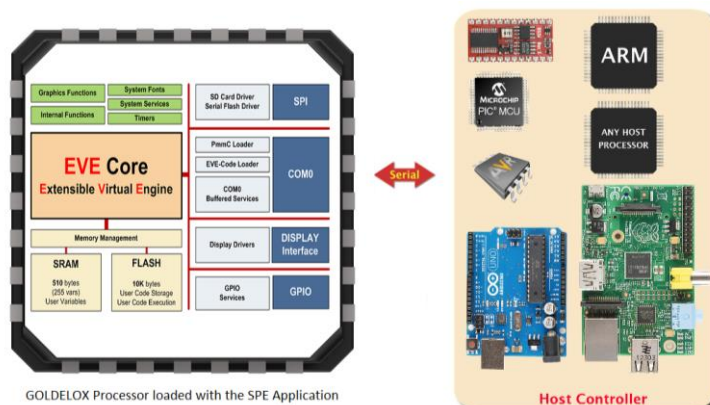 Graphics Functions
System Fonts
System Services
Internal Functions
Timers
EVE Core
Extensible Virtual Engine
Memory Management
SRAM
510 bytes
(255 vars)
User Variables
FLASH
10K bytes
User Code Storage
User Code Execution
SD Card Driver
Serial Flash Driver
SPI
PmmC Loader
EVE-Code Loader
COM0
Buffered Services
COM0
Display Drivers
DISPLAY
Interface
GPIO
Services
GPIO
GOLDELOX Processor loaded with the SPE Application
Serial
ARM
MICROCHIP
PIC® MCU
ANY HOST
PROCESSOR
AVR
UNO
ARDUINO
Host Controller